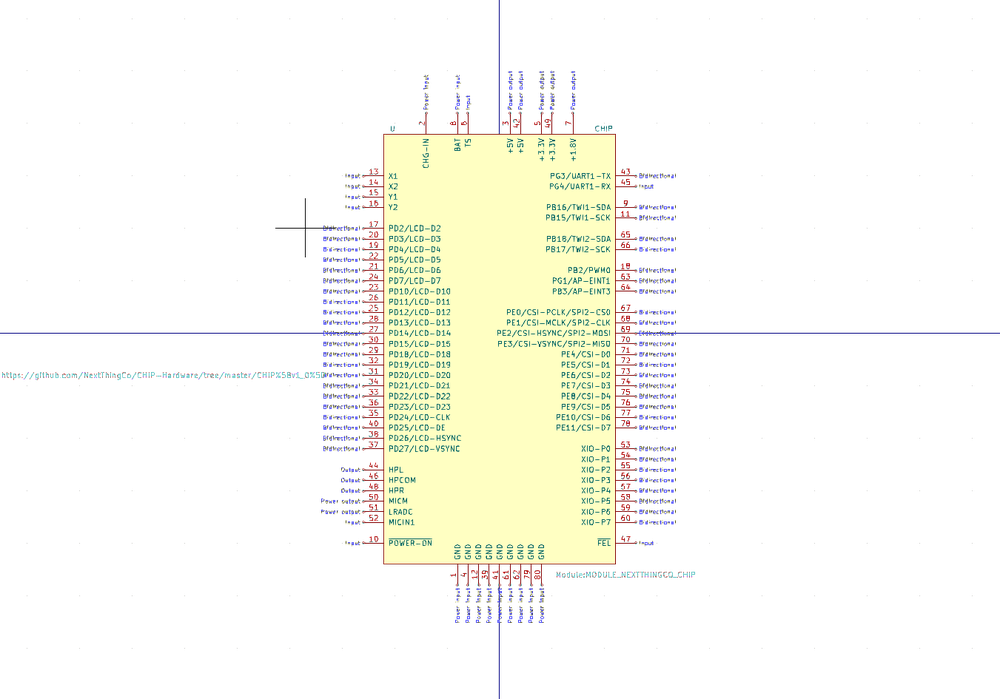 Power input 2 CHG-IN
Power input 8 BAT
Input 6 TS
Power output 3 +5V
Power output 42 +5V
Power output 5 +3.3V
Power output 49 +3.3V
Power output 7 +1.8V
U CHIP
Input 13 X1 PG3/UART1-TX 43 Bidirectional
Input 14 X2 PG4/UART1-RX 45 Input
Input 15 Y1
Input 16 Y2 PB16/TWI1-SDA 9 Bidirectional
PB15/TWI1-SCK 11 Bidirectional
Bidirectional 17 PD2/LCD-D2
Bidirectional 20 PD3/LCD-D3 PB18/TWI2-SDA 65 Bidirectional
Bidirectional 19 PD4/LCD-D4 PB17/TWI2-SCK 66 Bidirectional
Bidirectional 22 PD5/LCD-D5
Bidirectional 21 PD6/LCD-D6 PB2/PWM0 18 Bidirectional
Bidirectional 24 PD7/LCD-D7 PG1/AP-EINT1 63 Bidirectional
Bidirectional 23 PD10/LCD-D10 PB3/AP-EINT3 64 Bidirectional
Bidirectional 26 PD11/LCD-D11
Bidirectional 25 PD12/LCD-D12 PE0/CSI-PCLK/SPI2-CS0 67 Bidirectional
Bidirectional 28 PD13/LCD-D13 PE1/CSI-MCLK/SPI2-CLK 68 Bidirectional
Bidirectional 27 PD14/LCD-D14 PE2/CSI-HSYNC/SPI2-MOSI 69 Bidirectional
Bidirectional 30 PD15/LCD-D15 PE3/CSI-VSYNC/SPI2-MISO 70 Bidirectional
Bidirectional 29 PD18/LCD-D18 PE4/CSI-D0 71 Bidirectional
Bidirectional 32 PD19/LCD-D19 PE5/CSI-D1 72 Bidirectional
https://github.com/NextThingCo/CHIP-Hardware/tree/master/CHIP%5Bv1_0%5D
Bidirectional 31 PD20/LCD-D20 PE6/CSI-D2 73 Bidirectional
Bidirectional 34 PD21/LCD-D21 PE7/CSI-D3 74 Bidirectional
Bidirectional 33 PD22/LCD-D22 PE8/CSI-D4 75 Bidirectional
Bidirectional 36 PD23/LCD-D23 PE9/CSI-D5 76 Bidirectional
Bidirectional 35 PD24/LCD-CLK PE10/CSI-D6 77 Bidirectional
Bidirectional 40 PD25/LCD-DE PE11/CSI-D7 78 Bidirectional
Bidirectional 38 PD26/LCD-HSYNC
Bidirectional 37 PD27/LCD-VSYNC XIO-P0 53 Bidirectional
XIO-P1 54 Bidirectional
Output 44 HPL XIO-P2 55 Bidirectional
Output 46 HPCOM XIO-P3 56 Bidirectional
Output 48 HPR XIO-P4 57 Bidirectional
Power output 50 MICM XIO-P5 58 Bidirectional
Power output 51 LRADC XIO-P6 59 Bidirectional
Input 52 MICIN1 XIO-P7 60 Bidirectional
Input 10 POWER-ON FEL 47 Input
GND 1 Power input
GND 4 Power input
GND 12 Power input
GND 39 Power input
GND 41 Power input
GND 61 Power input
GND 62 Power input
GND 79 Power input
GND 80 Power input
Module:MODULE_NEXTTHINGCO_CHIP